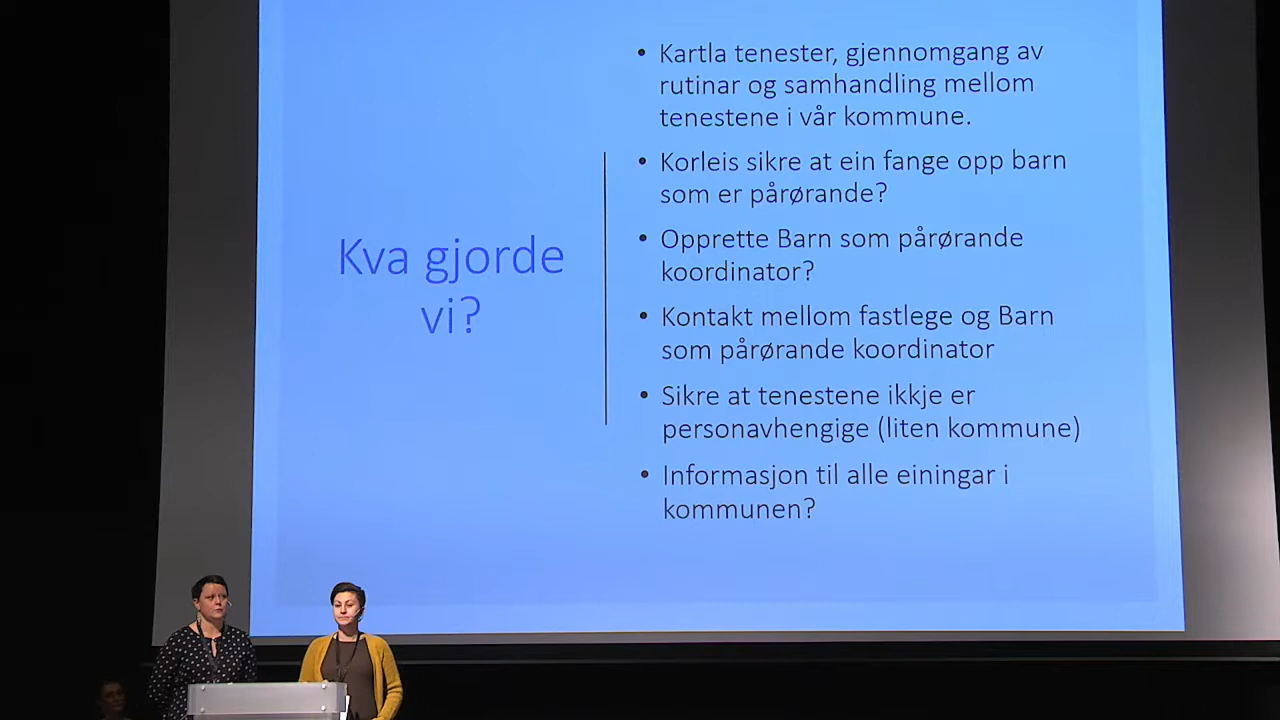 Kva gjorde
vi?
• Kartla tenester, gjennomgang av
rutinar og samhandling mellom
tenestene i vår kommune.
• Korleis sikre at ein fange opp barn
som er pårørande?
• Opprette Barn som pårørande
koordinator?
• Kontakt mellom fastlege og Barn
som pårørande koordinator
• Sikre at tenestene ikkje er
personavhengige (liten kommune)
• Informasjon til alle einingar i
kommunen?